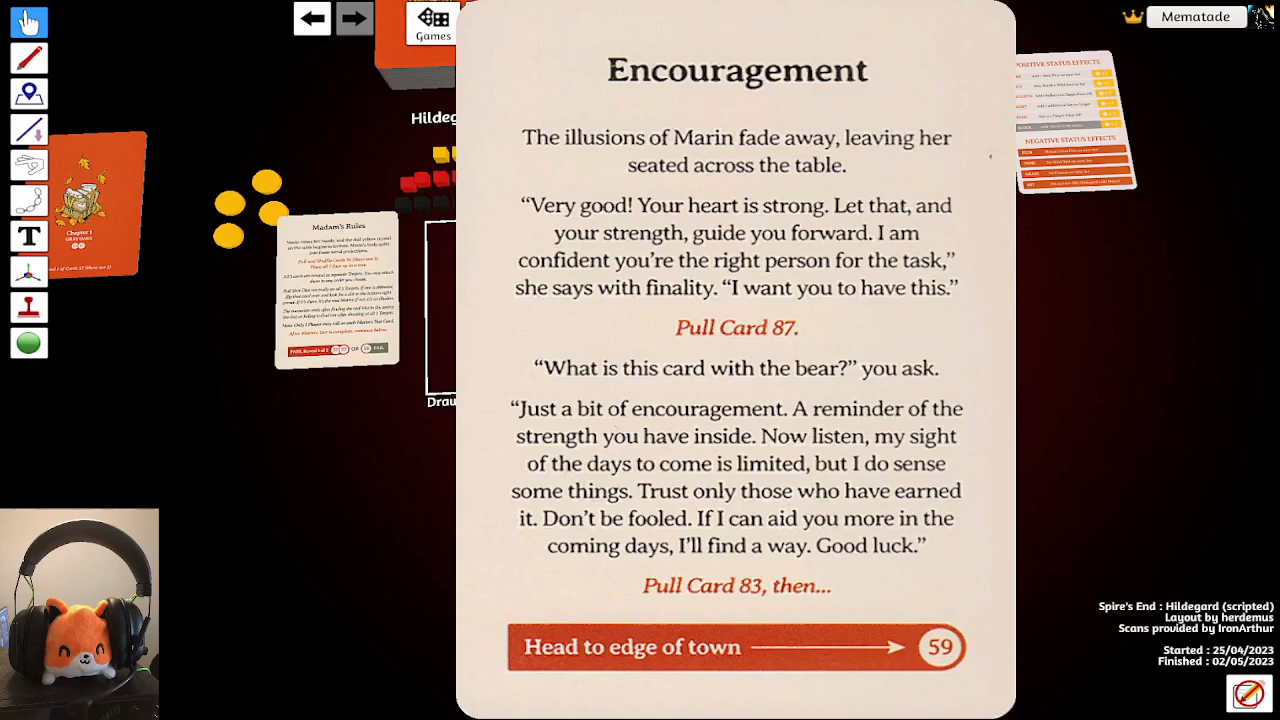 Games
Mematade
Hildeg
Encouragement
The illusions of Marin fade away, leaving her
seated across the table.
“Very good! Your heart is strong. Let that, and
your strength, guide you forward. I am
confident you’re the right person for the task,”
she says with finality. “I want you to have this.”
Pull Card 87.
“What is this card with the bear?” you ask.
“Just a bit of encouragement. A reminder of the
strength you have inside. Now listen, my sight
of the days to come is limited, but I do sense
some things. Trust only those who have earned
it. Don’t be fooled. If I can aid you more in the
coming days, I’ll find a way. Good luck.”
Pull Card 83, then...
Head to edge of town 59
Chapter 1
Madam's Rules
Draw
POSITIVE STATUS EFFECTS
NEGATIVE STATUS EFFECTS
Spire's End : Hildegard (scripted)
Layout by herdemus
Scans provided by IronArthur
Started : 25/04/2023
Finished : 02/05/2023